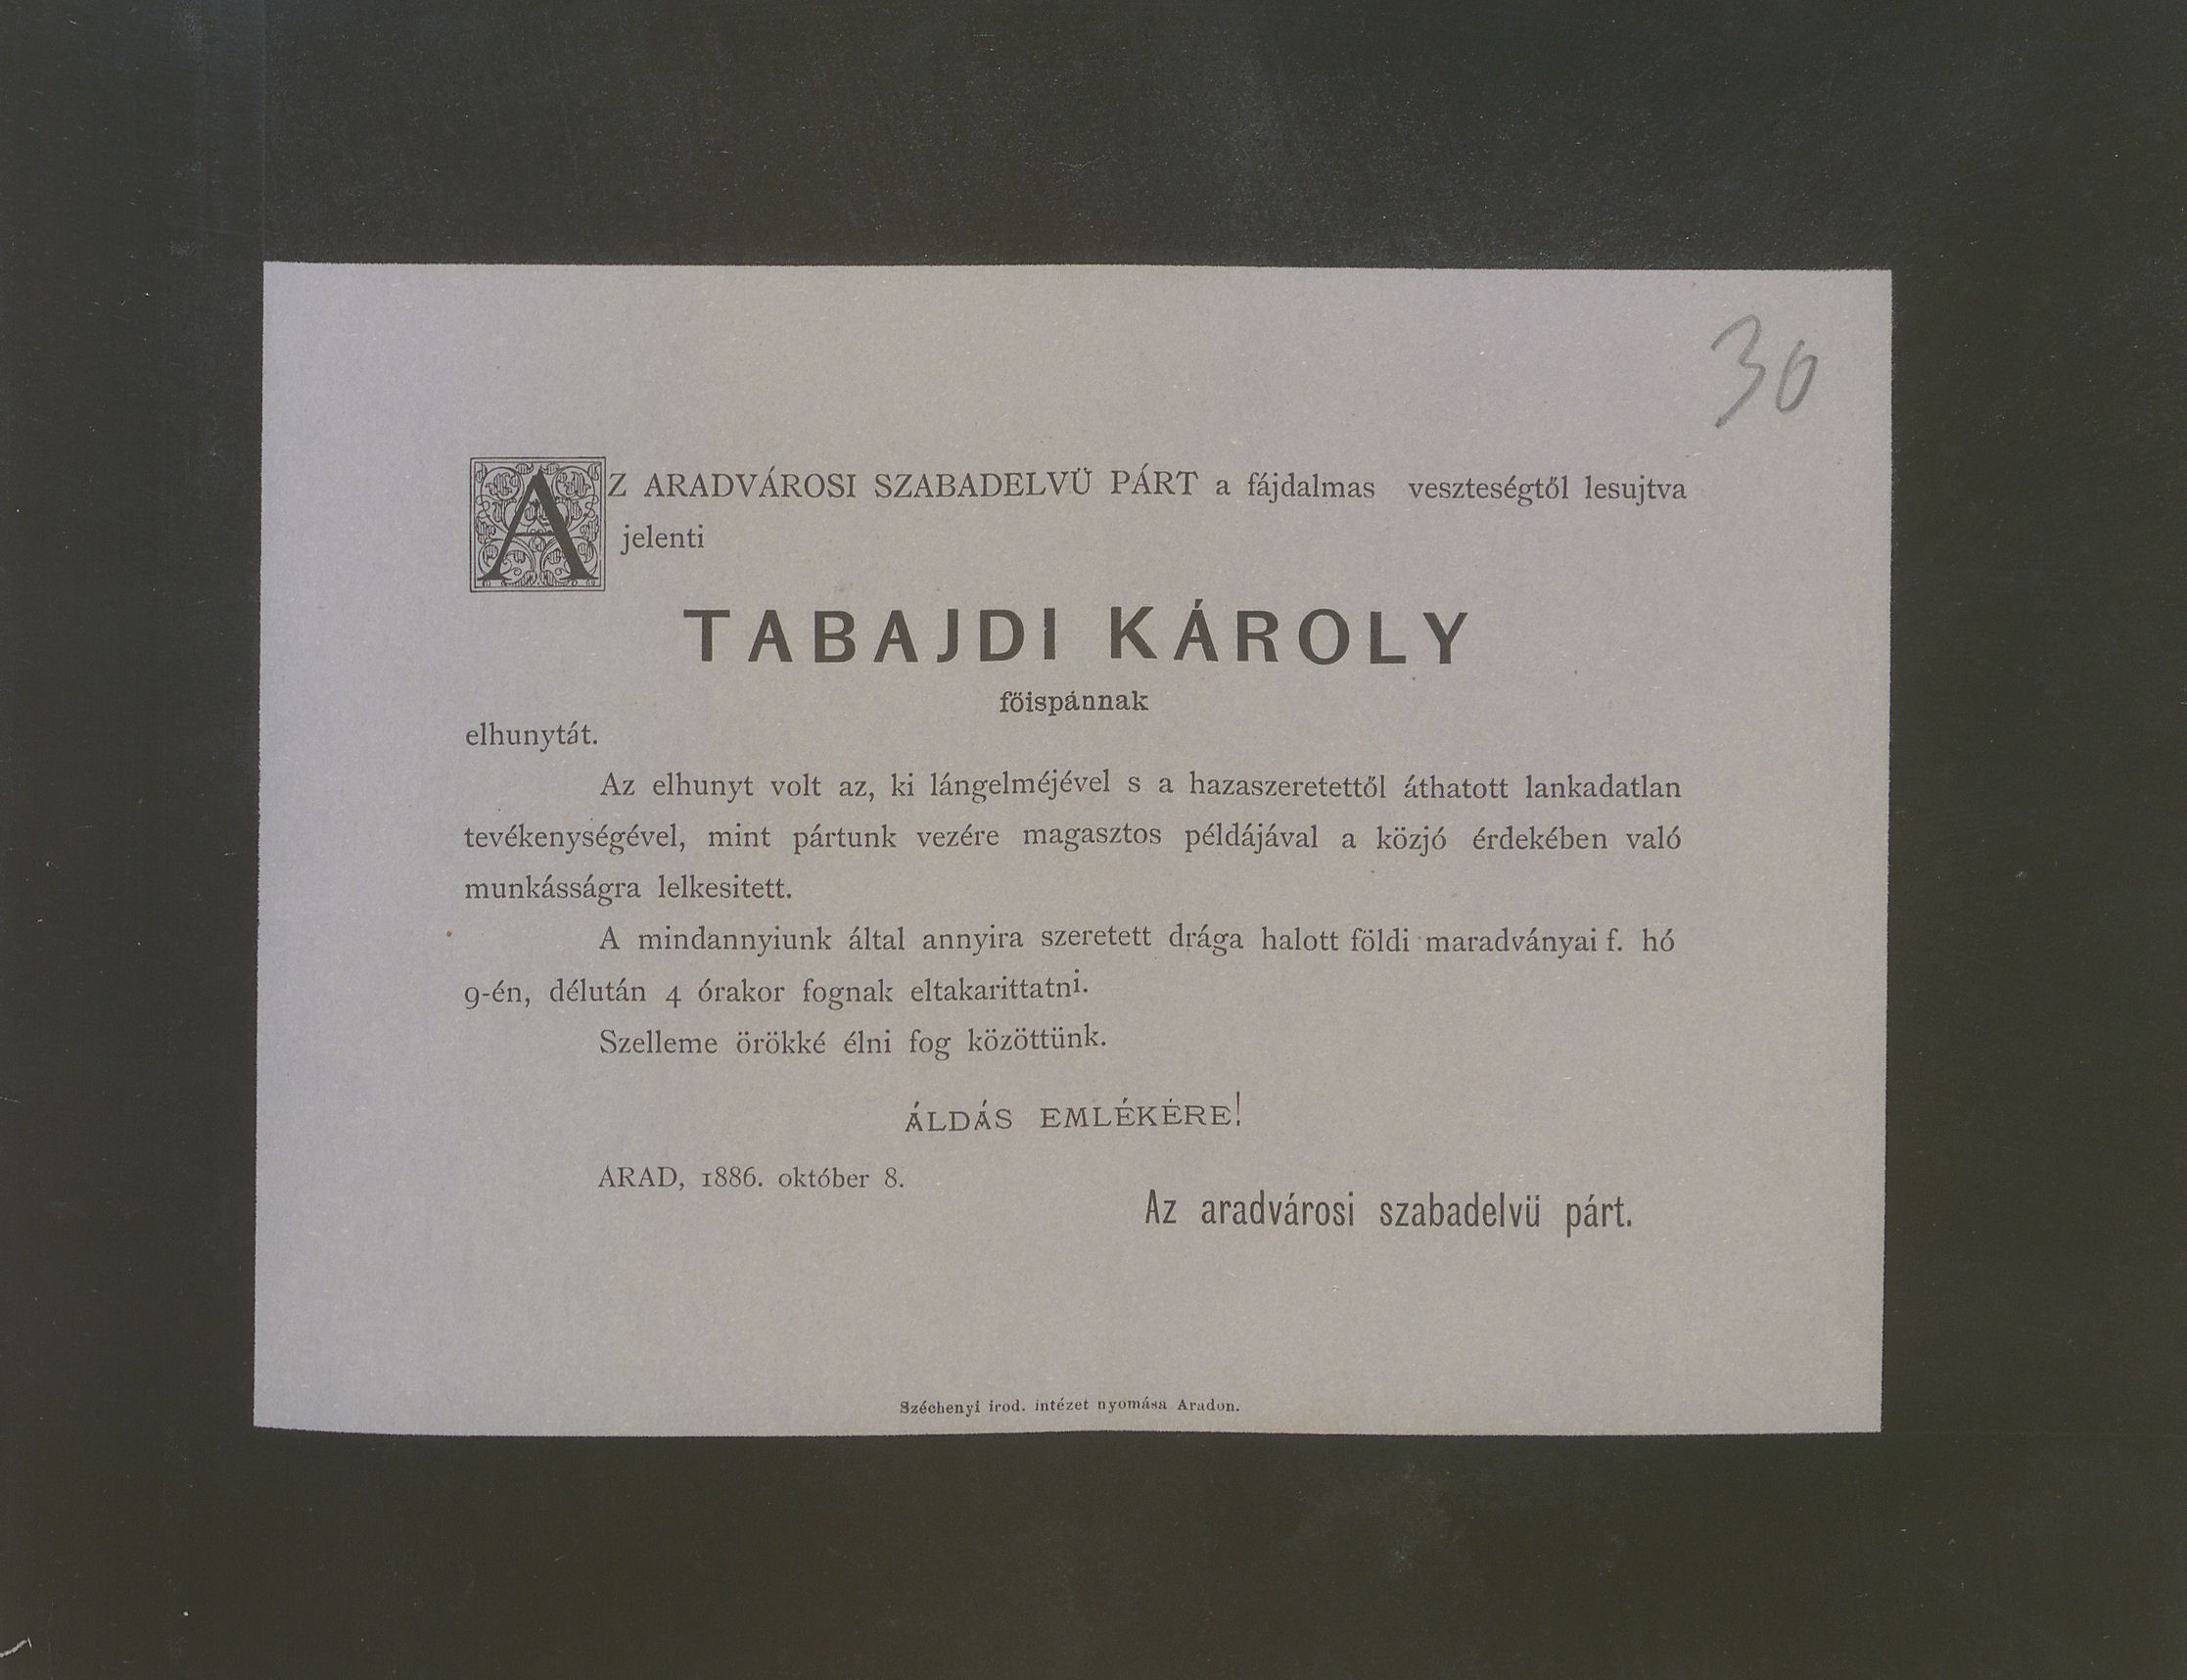 30
AZ ARADVÁROSI SZABADELVÜ PÁRT a fájdalmas veszteségtől lesujtva
jelenti
TABAJDI KÁROLY
főispánnak
elhunytát.
Az elhunyt volt az, ki lángelméjével s a hazaszeretettől áthatott lankadatlan
tevékenységével, mint pártunk vezére magasztos példájával a közjó érdekében való
munkásságra lelkesitett.
A mindannyiunk által annyira szeretett drága halott földi maradványai f. hó
9-én, délután 4 órakor fognak eltakarittatni.
Szelleme örökké élni fog közöttünk.
ÁLDÁS EMLÉKÉRE!
ARAD, 1886. október 8.
Az aradvárosi szabadelvü párt.
Széchenyi irod. intézet nyomása Aradon.